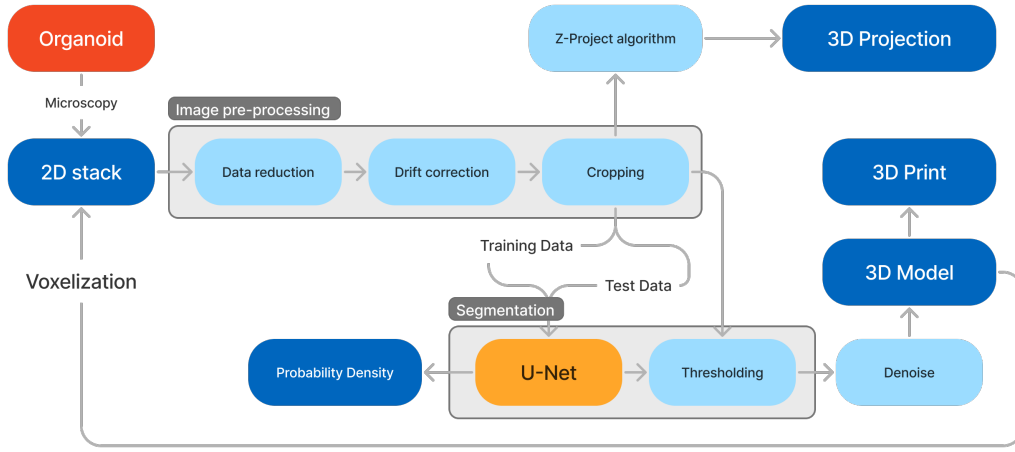 Organoid
Z-Project algorithm
3D Projection
Microscopy
Image pre-processing
2D stack
Data reduction
Drift correction
Cropping
3D Print
Training Data
Voxelization
3D Model
Test Data
Segmentation
Probability Density
U-Net
Thresholding
Denoise